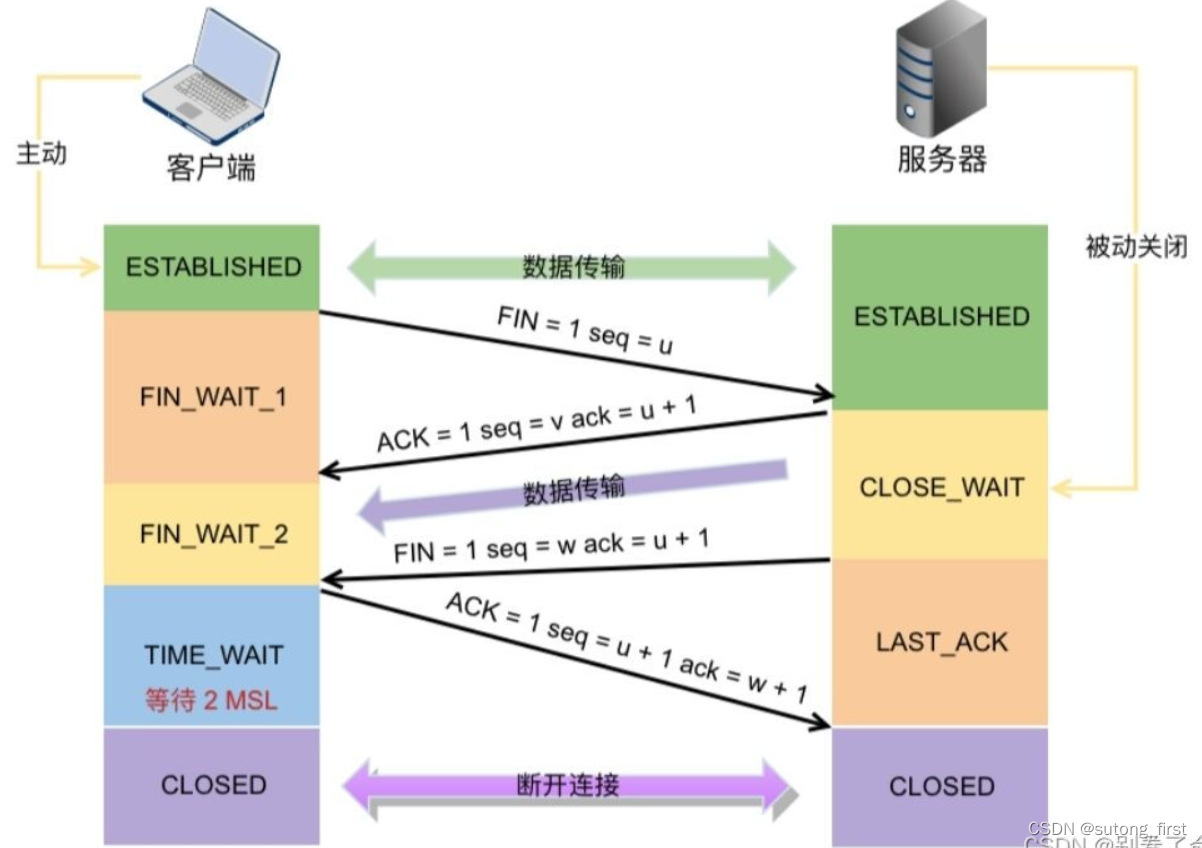 主动
客户端
服务器
被动关闭
ESTABLISHED
数据传输
ESTABLISHED
FIN = 1 seq = u
FIN_WAIT_1
ACK = 1 seq = v ack = u + 1
数据传输
CLOSE_WAIT
FIN_WAIT_2
FIN = 1 seq = w ack = u + 1
ACK = 1 seq = u + 1 ack = w + 1
TIME_WAIT
等待 2 MSL
LAST_ACK
CLOSED
断开连接
CLOSED
CSDN @sutong_first
CSDN @别卷了